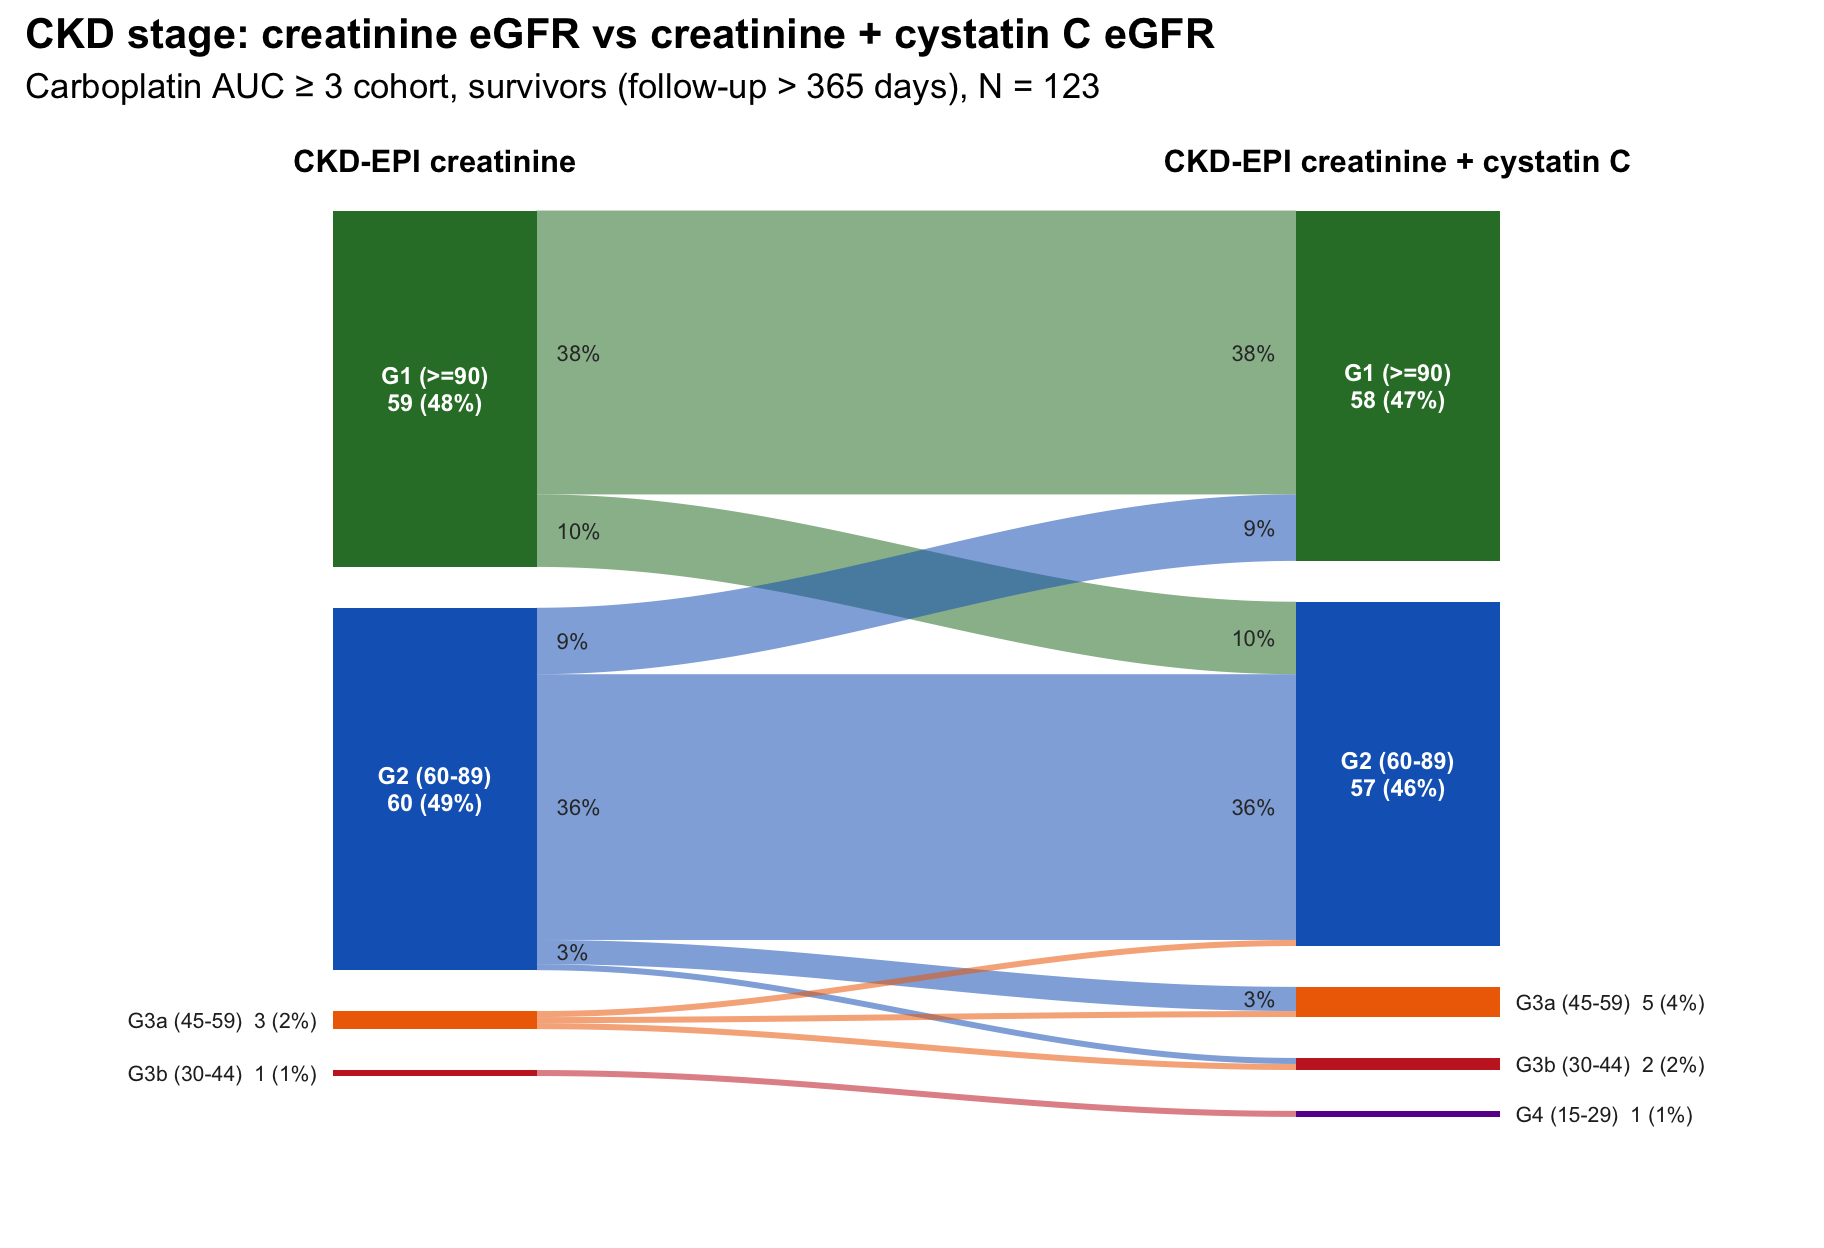 CKD stage: creatinine eGFR vs creatinine + cystatin C eGFR
Carboplatin AUC ≥ 3 cohort, survivors (follow-up > 365 days), N = 123
CKD-EPI creatinine
CKD-EPI creatinine + cystatin C
G1 (>=90)
59 (48%)
38%
10%
38%
9%
G1 (>=90)
58 (47%)
G2 (60-89)
60 (49%)
9%
36%
3%
10%
36%
G2 (60-89)
57 (46%)
3%
G3a (45-59) 3 (2%)
G3b (30-44) 1 (1%)
G3a (45-59) 5 (4%)
G3b (30-44) 2 (2%)
G4 (15-29) 1 (1%)